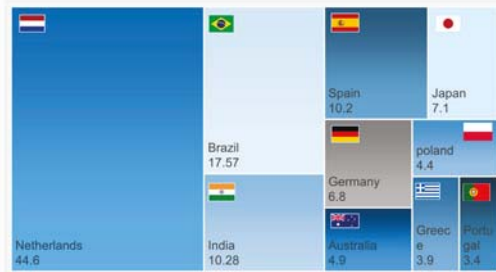 Netherlands
44.6
Brazil
17.57
India
10.28
Spain
10.2
Japan
7.1
Germany
6.8
poland
4.4
Australia
4.9
Greec
e
3.9
Portu
gal
3.4